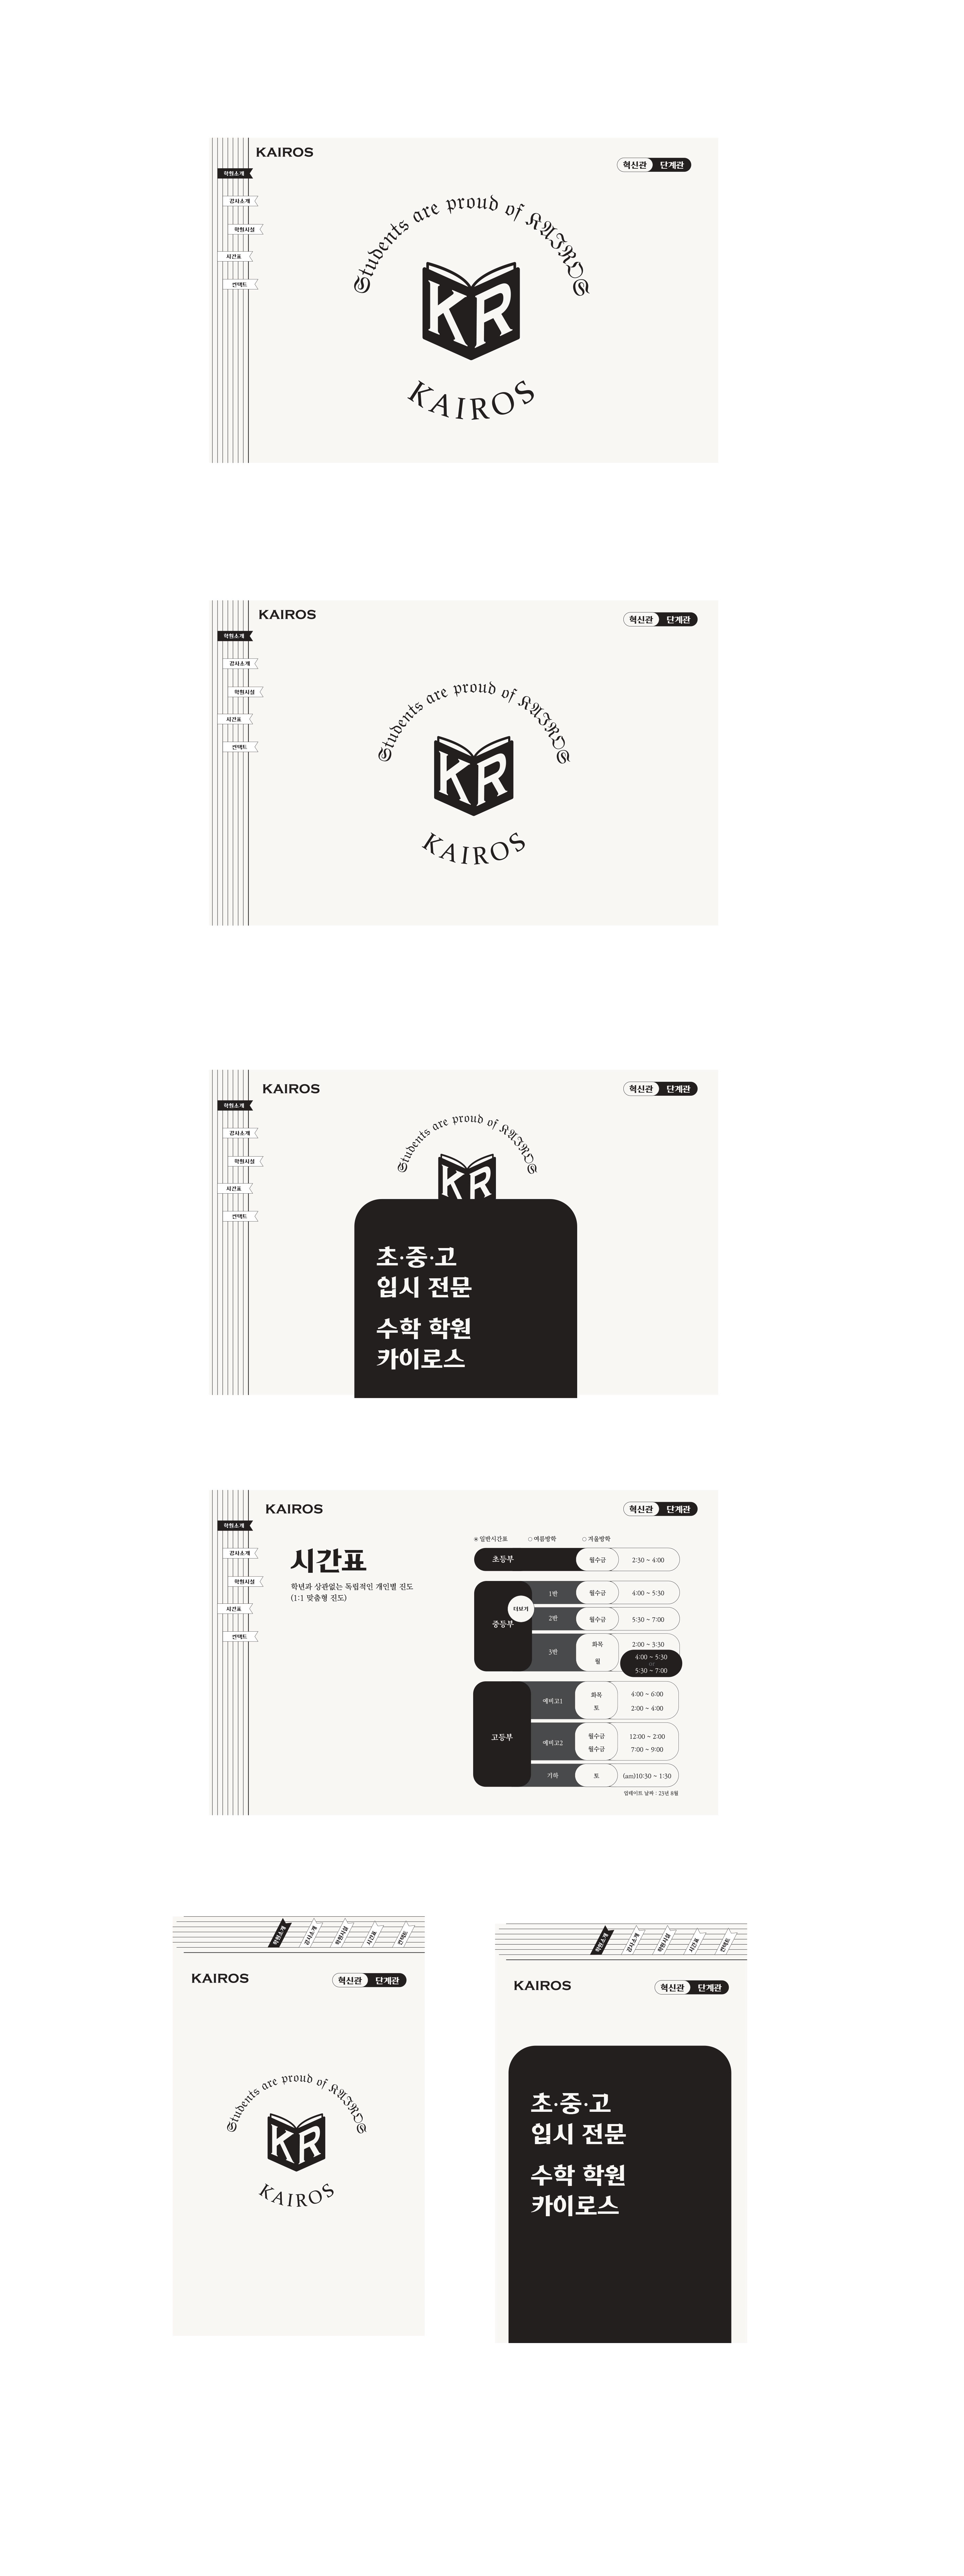 KAIROS
혁신관 단계관
학원소개
강사소개
학원시설
시간표
컨택트
Students are proud of KAIROS
KR
KAIROS
KAIROS
혁신관 단계관
학원소개
강사소개
학원시설
시간표
컨택트
Students are proud of KAIROS
KR
KAIROS
KAIROS
혁신관 단계관
학원소개
강사소개
학원시설
시간표
컨택트
Students are proud of KAIROS
KR
초·중·고
입시 전문
수학 학원
카이로스
KAIROS
혁신관 단계관
학원소개
강사소개
학원시설
시간표
컨택트
시간표
학년과 상관없는 독립적인 개인별 진도
(1:1 맞춤형 진도)
일반시간표 여름방학 겨울방학
초등부 월수금 2:30 ~ 4:00
중등부
더보기
1반 월수금 4:00 ~ 5:30
2반 월수금 5:30 ~ 7:00
3반 화목 2:00 ~ 3:30
월 4:00 ~ 5:30
or
5:30 ~ 7:00
고등부
예비고1 화목 4:00 ~ 6:00
토 2:00 ~ 4:00
예비고2 월수금 12:00 ~ 2:00
월수금 7:00 ~ 9:00
기하 토 (am)10:30 ~ 1:30
업데이트 날짜 : 23년 8월
학원소개 강사소개 학원시설 시간표 컨택트
KAIROS
혁신관 단계관
Students are proud of KAIROS
KR
KAIROS
학원소개 강사소개 학원시설 시간표 컨택트
KAIROS
혁신관 단계관
초·중·고
입시 전문
수학 학원
카이로스